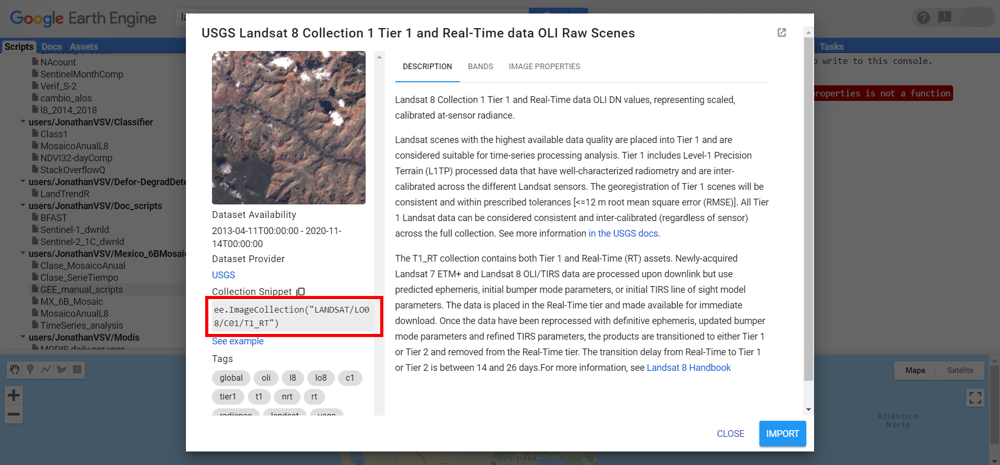 Google Earth Engine
Scripts
Docs
Assets
Tasks
NAcount
SentinelMonthComp
Verif_S-2
cambio_alos
l8_2014_2018
users/JonathanVSV/Classifier
Class1
MosaicoAnualL8
NDVI32-dayComp
StackOverflowQ
users/JonathanVSV/Defor-DegradDete
LandTrendR
users/JonathanVSV/Doc_scripts
BFAST
Sentinel-1_dwnld
Sentinel-2_1C_dwnld
users/JonathanVSV/Mexico_6BMosaic
Clase_MosaicoAnual
Clase_SerieTiempo
GEE_manual_scripts
MX_6B_Mosaic
MosaicoAnualL8
TimeSeries_analysis
users/JonathanVSV/Modis
MODIS daily per year
USGS Landsat 8 Collection 1 Tier 1 and Real-Time data OLI Raw Scenes
Dataset Availability
2013-04-11T00:00:00 - 2020-11-
14T00:00:00
Dataset Provider
USGS
Collection Snippet
ee.ImageCollection("LANDSAT/LO0
8/C01/T1_RT")
See example
Tags
global oli l8 lo8 c1
tier1 t1 nrt rt
radiance landsat usgs
DESCRIPTION BANDS IMAGE PROPERTIES
Landsat 8 Collection 1 Tier 1 and Real-Time data OLI DN values, representing scaled,
calibrated at-sensor radiance.
Landsat scenes with the highest available data quality are placed into Tier 1 and are
considered suitable for time-series processing analysis. Tier 1 includes Level-1 Precision
Terrain (L1TP) processed data that have well-characterized radiometry and are inter-
calibrated across the different Landsat sensors. The georegistration of Tier 1 scenes will be
consistent and within prescribed tolerances [<=12 m root mean square error (RMSE)]. All Tier
1 Landsat data can be considered consistent and inter-calibrated (regardless of sensor)
across the full collection. See more information in the USGS docs.
The T1_RT collection contains both Tier 1 and Real-Time (RT) assets. Newly-acquired
Landsat 7 ETM+ and Landsat 8 OLI/TIRS data are processed upon downlink but use
predicted ephemeris, initial bumper mode parameters, or initial TIRS line of sight model
parameters. The data is placed in the Real-Time tier and made available for immediate
download. Once the data have been reprocessed with definitive ephemeris, updated bumper
mode parameters and refined TIRS parameters, the products are transitioned to either Tier 1
or Tier 2 and removed from the Real-Time tier. The transition delay from Real-Time to Tier 1
or Tier 2 is between 14 and 26 days.For more information, see Landsat 8 Handbook
CLOSE
IMPORT
write to this console.
properties is not a function
Mapa
Satélite
Atlántico
Norte
LUISIANA